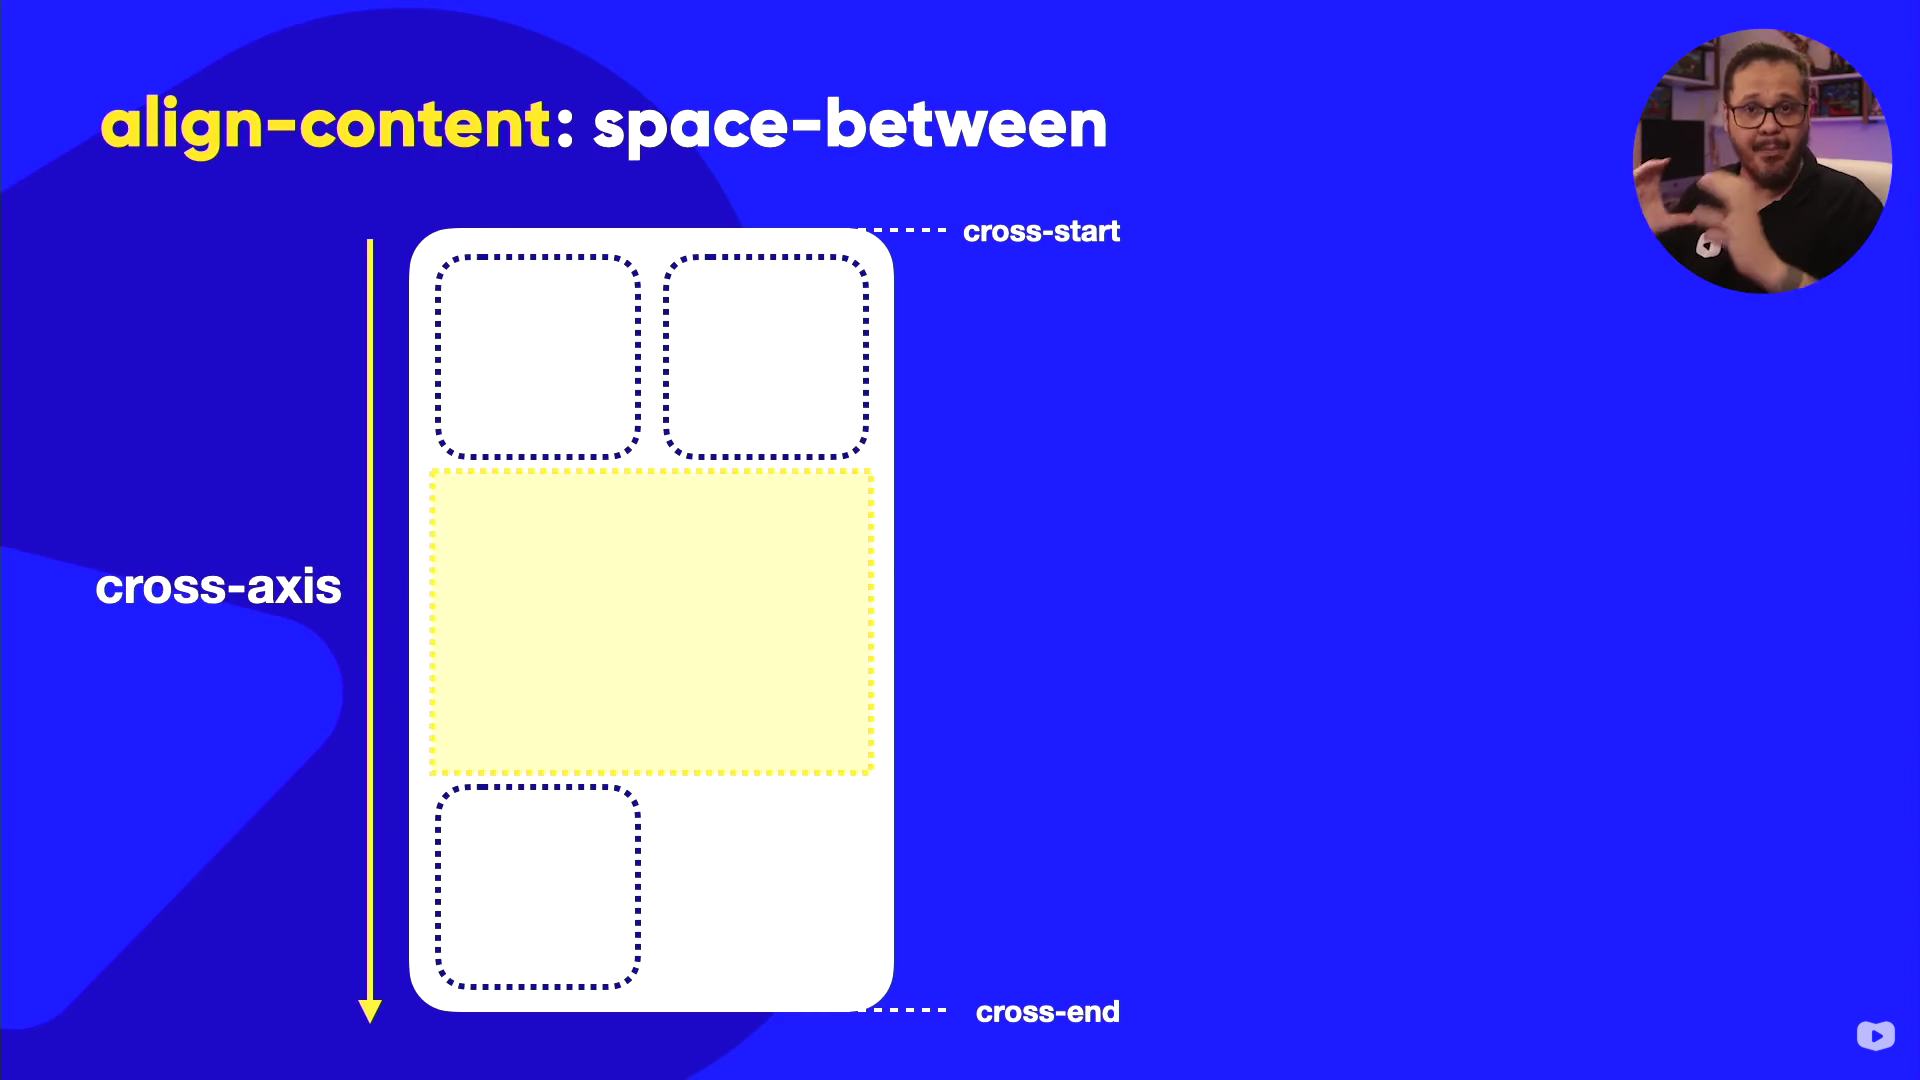 align-content: space-between
cross-start
cross-axis
cross-end